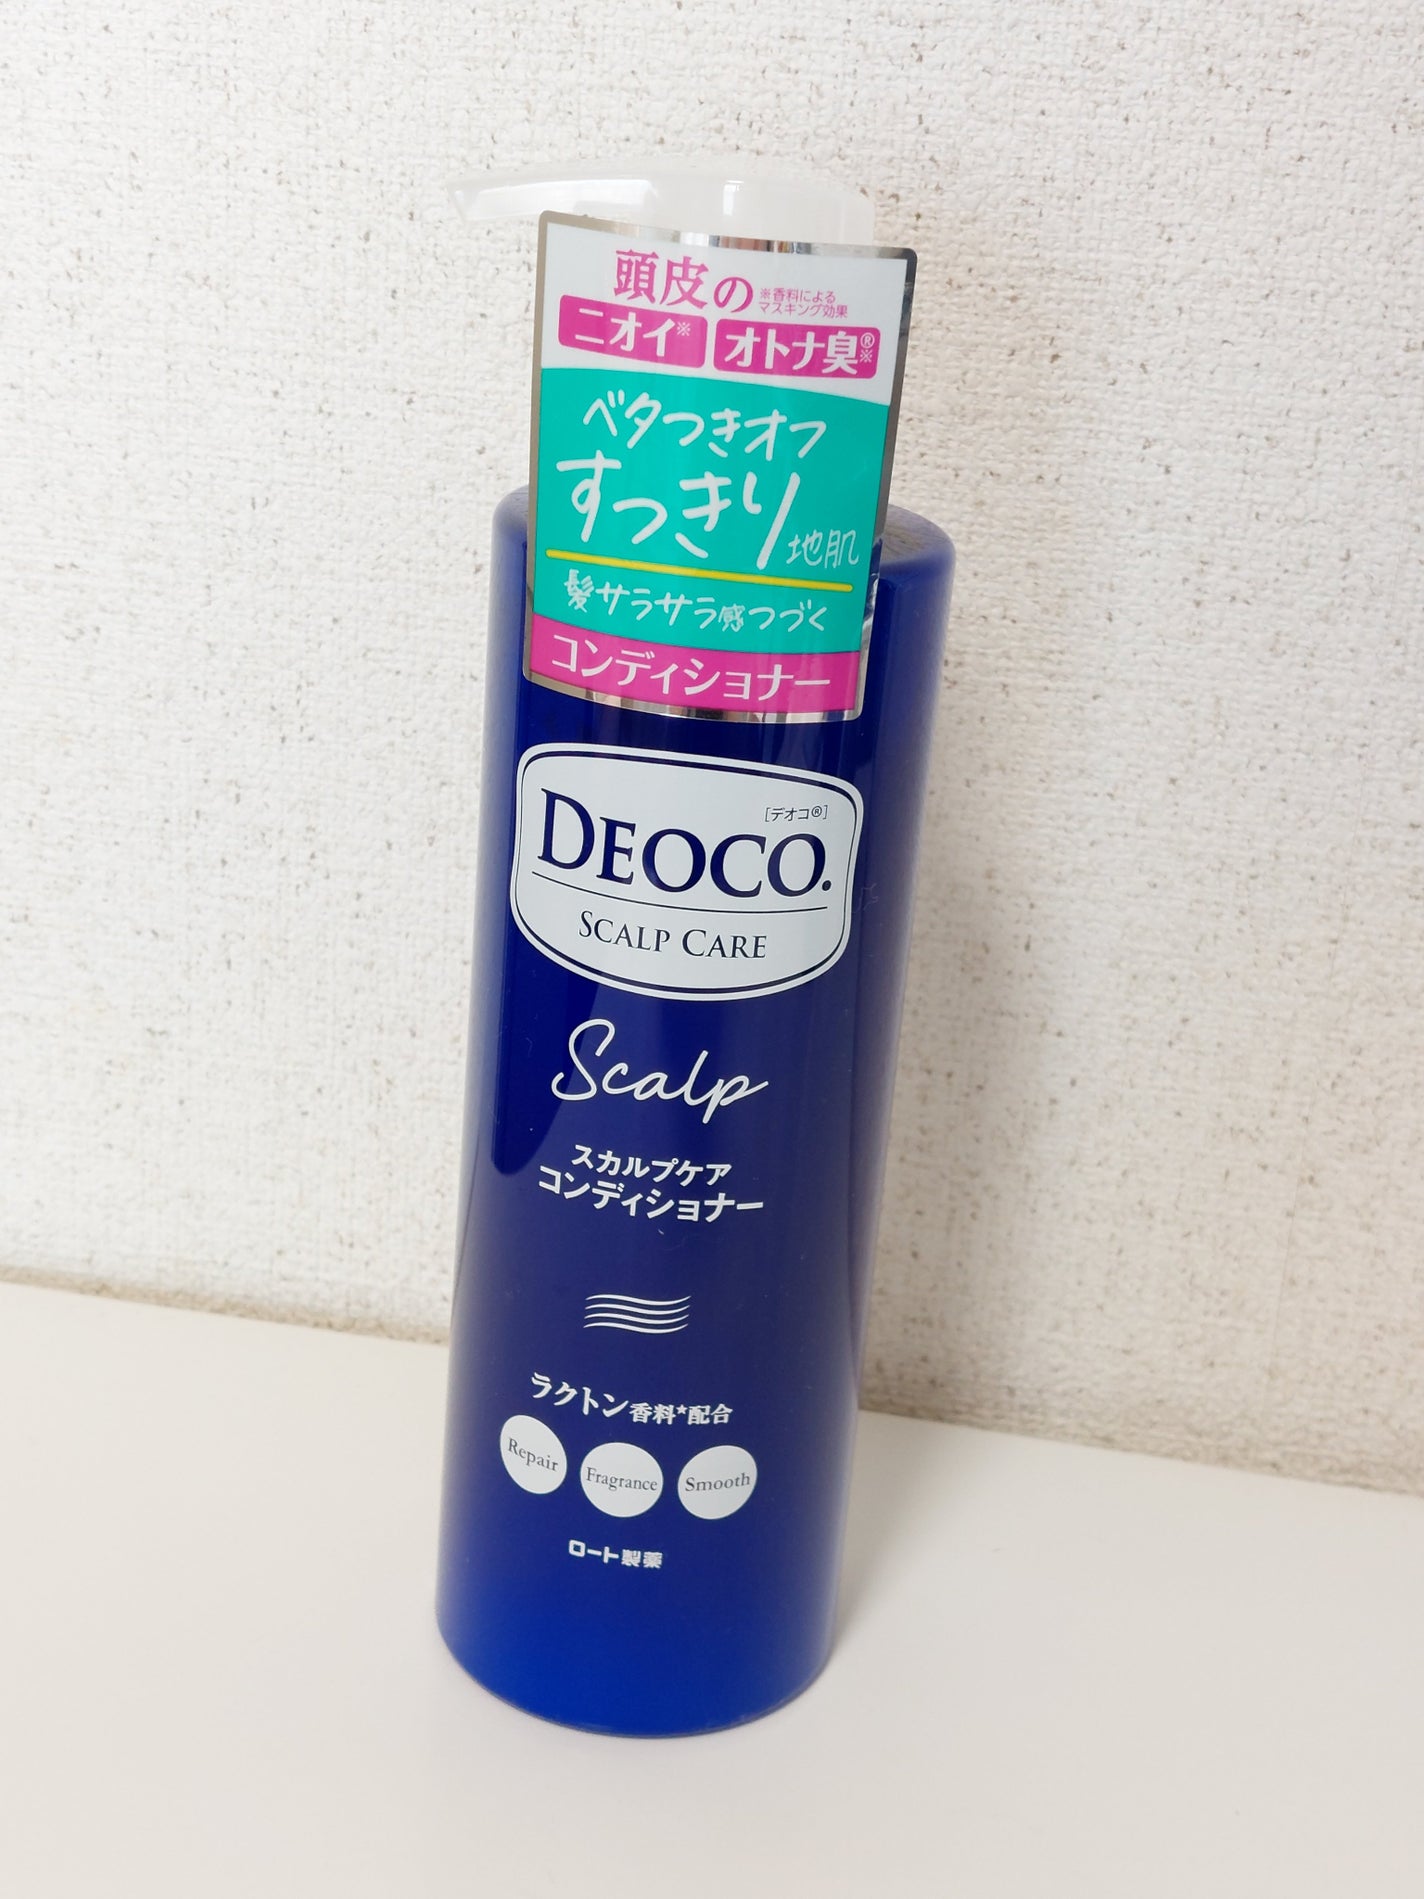 頭皮の
※香料による
マスキング効果
ニオイ※ オトナ臭®※
ベタつきオフ
すっきり地肌
髪サラサラ感つづく
コンディショナー
[デオコ®]
DEOCO.
SCALP CARE
Scalp
スカルプケア
コンディショナー
ラクトン香料*配合
Repair Fragrance Smooth
ロート製薬